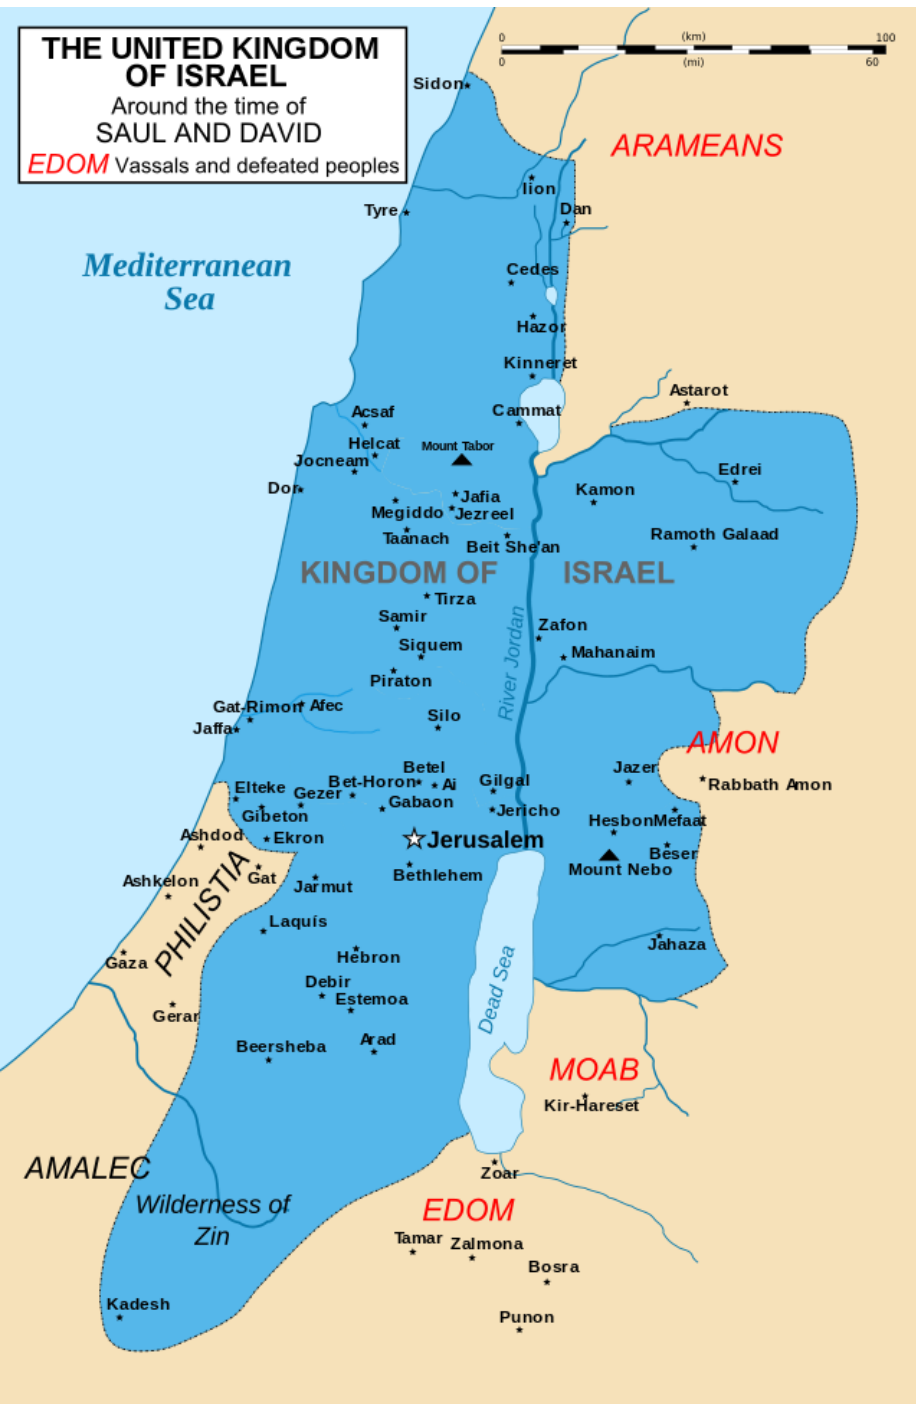 THE UNITED KINGDOM
OF ISRAEL
Around the time of
SAUL AND DAVID
EDOM Vassals and defeated peoples
0 (km) 100
0 (mi) 60
Sidon
ARAMEANS
Iion
Tyre
Dan
Mediterranean
Sea
Cedes
Hazor
Kinneret
Astarot
Acsaf
Cammat
Helcat
Mount Tabor
Jocneam
Edrei
Dor
Kamon
Jafia
Megiddo
Jezreel
Taanach
Beit She'an
Ramoth Galaad
KINGDOM OF ISRAEL
Tirza
Samir
Zafon
Siquem
Mahanaim
River Jordan
Piraton
Gat-Rimon
Afec
Silo
Jaffa
AMON
Betel
Jazer
Bet-Horon
Ai
Gilgal
Rabbath Amon
Elteke
Gezer
Gabaon
Jericho
Gibeton
Hesbon
Mefaat
Ashdod
Ekron
Jerusalem
Beser
Mount Nebo
Bethlehem
Ashkelon
Gat
Jarmut
PHILISTIA
Laquís
Jahaza
Gaza
Hebron
Debir
Estemoa
Dead Sea
Gerar
Beersheba
Arad
MOAB
Kir-Hareset
AMALEC
Zoar
Wilderness of
Zin
EDOM
Tamar
Zalmona
Bosra
Kadesh
Punon